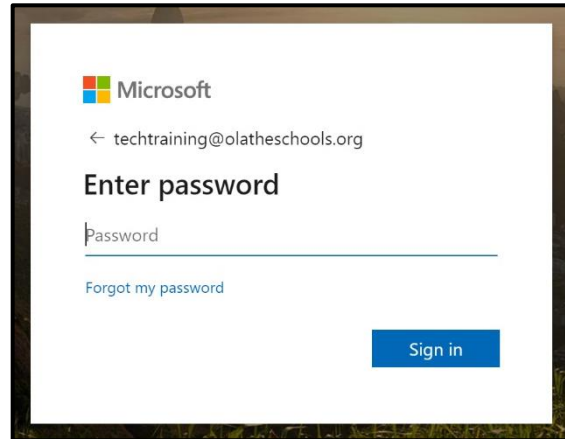 Microsoft
← techtraining@olatheschools.org
Enter password
Password
Forgot my password
Sign in